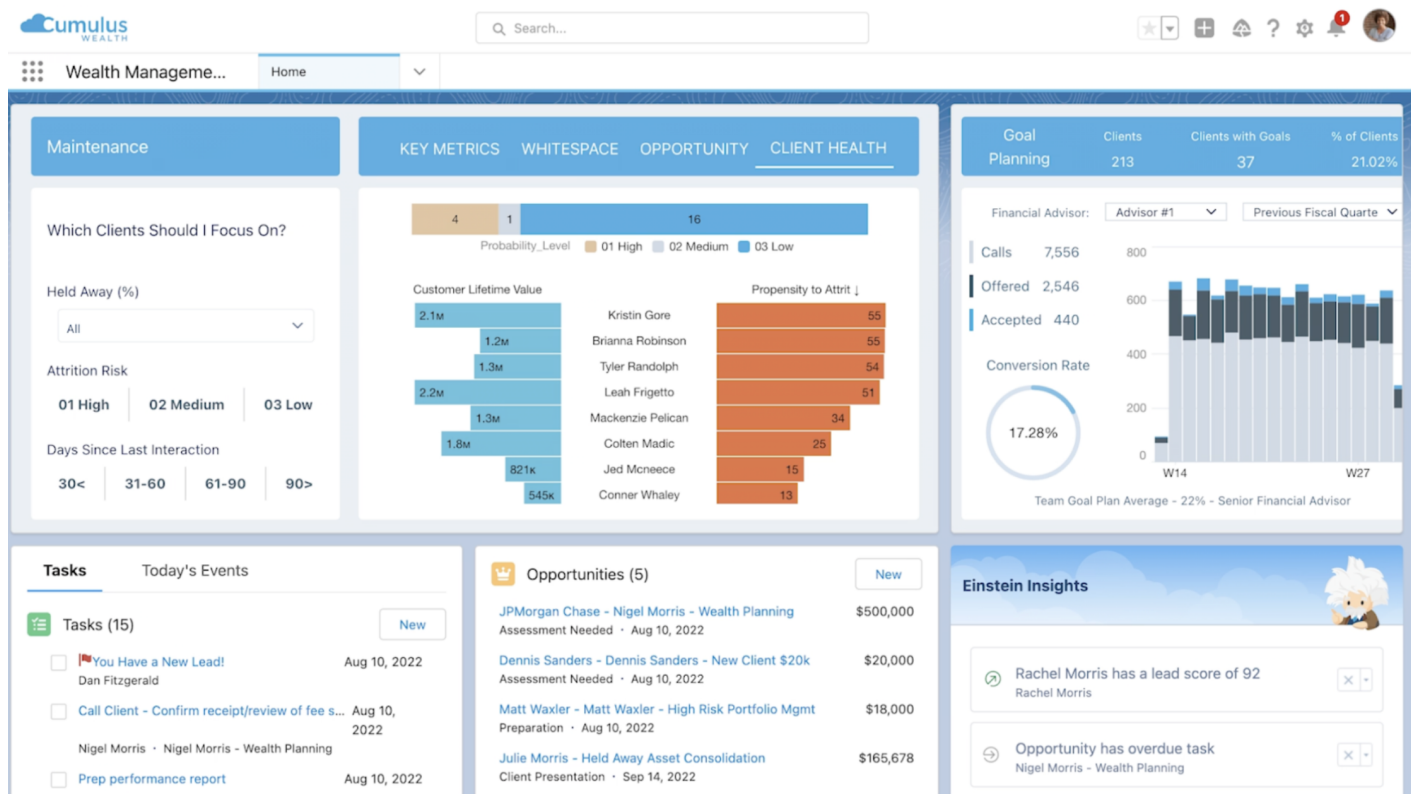 Cumulus
WEALTH
Search...
1
Wealth Manageme...
Home
Maintenance
Which Clients Should I Focus On?
Held Away (%)
All
Attrition Risk
01 High 02 Medium 03 Low
Days Since Last Interaction
30< 31-60 61-90 90>
KEY METRICS WHITESPACE OPPORTUNITY CLIENT HEALTH
4 1 16
Probability_Level 01 High 02 Medium 03 Low
Customer Lifetime Value Propensity to Attrit ↓
2.1M Kristin Gore 55
1.2M Brianna Robinson 55
1.3M Tyler Randolph 54
2.2M Leah Frigetto 51
1.3M Mackenzie Pelican 34
1.8M Colten Madic 25
821K Jed Mcneece 15
545K Conner Whaley 13
Goal Planning
Clients
213
Clients with Goals
37
% of Clients
21.02%
Financial Advisor: Advisor #1 Previous Fiscal Quarte
Calls 7,556
Offered 2,546
Accepted 440
Conversion Rate
17.28%
800
600
400
200
0
W14 W27
Team Goal Plan Average - 22% - Senior Financial Advisor
Tasks Today's Events
Tasks (15) New
You Have a New Lead! Aug 10, 2022
Dan Fitzgerald
Call Client - Confirm receipt/review of fee s... Aug 10,
2022
Nigel Morris • Nigel Morris - Wealth Planning
Prep performance report Aug 10, 2022
Opportunities (5) New
JPMorgan Chase - Nigel Morris - Wealth Planning $500,000
Assessment Needed • Aug 10, 2022
Dennis Sanders - Dennis Sanders - New Client $20k $20,000
Assessment Needed • Aug 10, 2022
Matt Waxler - Matt Waxler - High Risk Portfolio Mgmt $18,000
Preparation • Aug 10, 2022
Julie Morris - Held Away Asset Consolidation $165,678
Client Presentation • Sep 14, 2022
Einstein Insights
Rachel Morris has a lead score of 92
Rachel Morris
Opportunity has overdue task
Nigel Morris - Wealth Planning